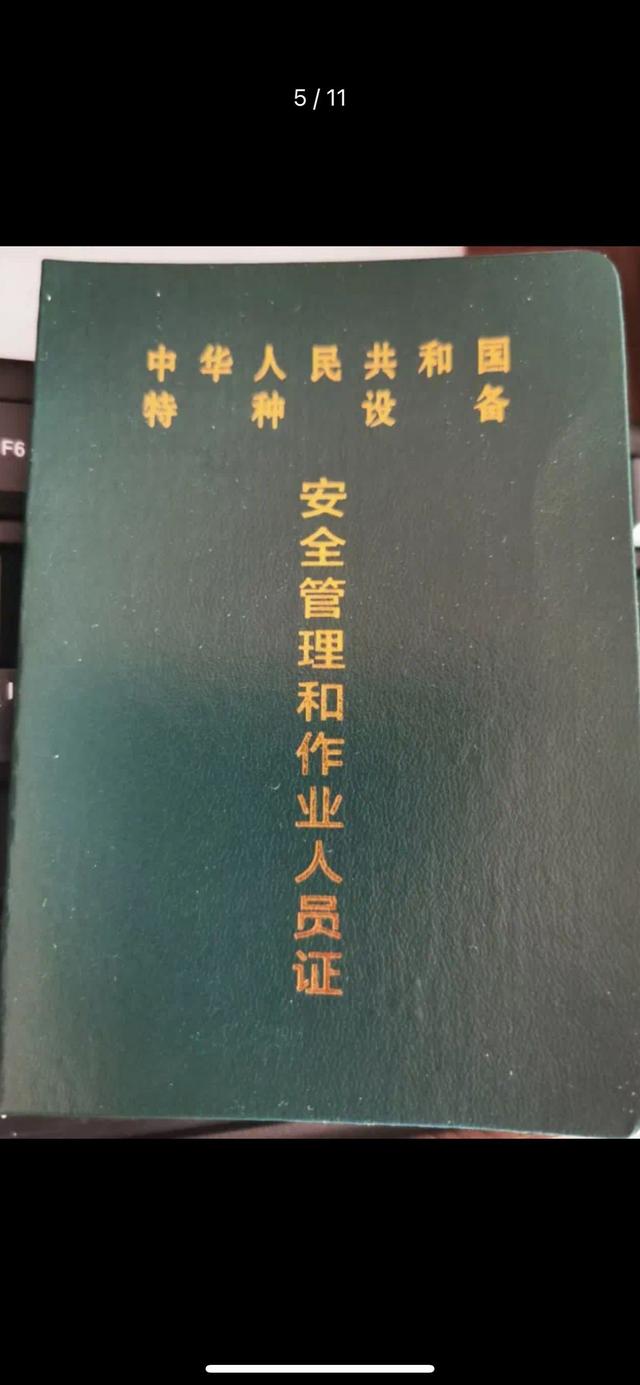 5 / 11
中华人民共和国
特种设备
安全管理和作业人员证
F6